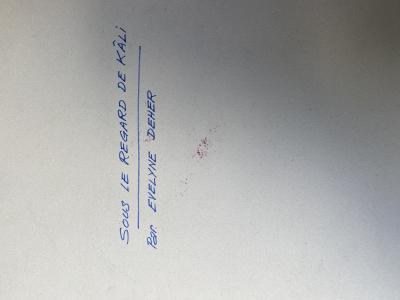 SOUS LE REGARD DE KÂLI
Par EVELYNE DEHER